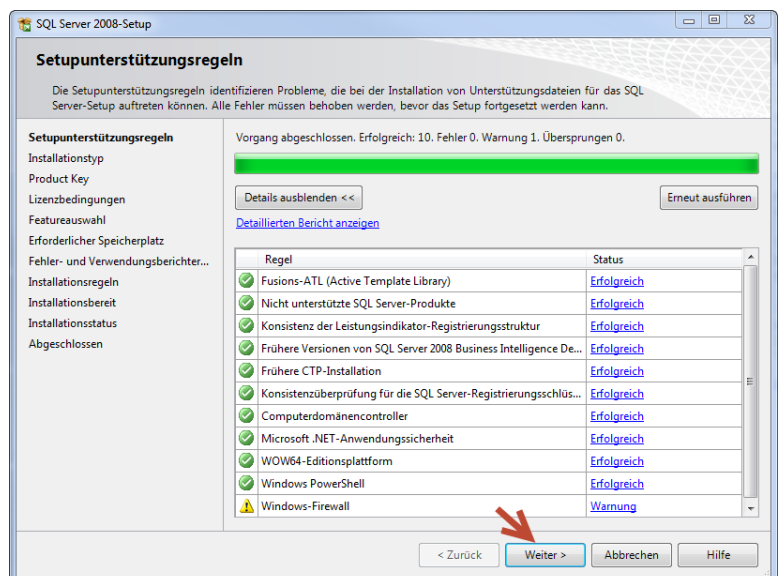 SQL Server 2008-Setup
Setupunterstützungsregeln
Die Setupunterstützungsregeln identifizieren Probleme, die bei der Installation von Unterstützungsdateien für das SQL
Server-Setup auftreten können. Alle Fehler müssen behoben werden, bevor das Setup fortgesetzt werden kann.
Setupunterstützungsregeln
Installationstyp
Product Key
Lizenzbedingungen
Featureauswahl
Erforderlicher Speicherplatz
Fehler- und Verwendungsberichter...
Installationsregeln
Installationsbereit
Installationsstatus
Abgeschlossen
Vorgang abgeschlossen. Erfolgreich: 10. Fehler 0. Warnung 1. Übersprungen 0.
Details ausblenden << Erneut ausführen
Detaillierten Bericht anzeigen
Regel Status
Fusions-ATL (Active Template Library) Erfolgreich
Nicht unterstützte SQL Server-Produkte Erfolgreich
Konsistenz der Leistungsindikator-Registrierungsstruktur Erfolgreich
Frühere Versionen von SQL Server 2008 Business Intelligence De... Erfolgreich
Frühere CTP-Installation Erfolgreich
Konsistenzüberprüfung für die SQL Server-Registrierungsschlüs... Erfolgreich
Computerdomänencontroller Erfolgreich
Microsoft .NET-Anwendungssicherheit Erfolgreich
WOW64-Editionsplattform Erfolgreich
Windows PowerShell Erfolgreich
Windows-Firewall Warnung
< Zurück Weiter > Abbrechen Hilfe